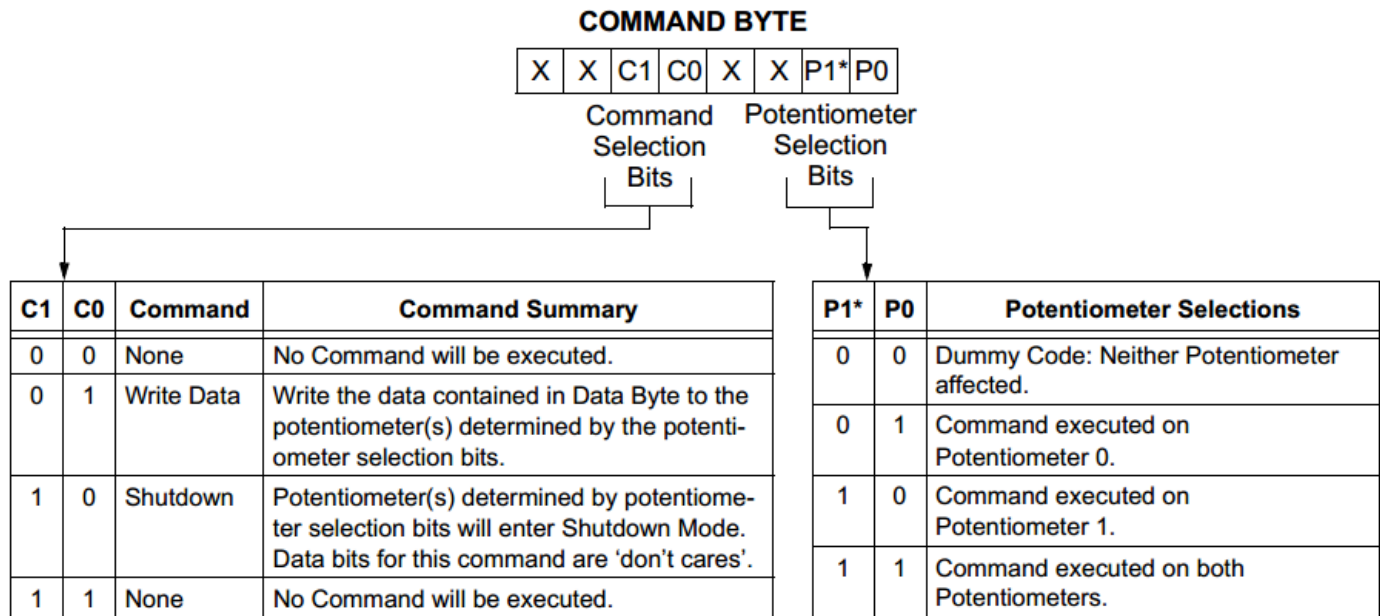 COMMAND BYTE
X X C1 C0 X X P1* P0
Command
Selection
Bits
Potentiometer
Selection
Bits
C1 C0 Command Command Summary
0 0 None No Command will be executed.
0 1 Write Data Write the data contained in Data Byte to the
potentiometer(s) determined by the potenti-
ometer selection bits.
1 0 Shutdown Potentiometer(s) determined by potentiome-
ter selection bits will enter Shutdown Mode.
Data bits for this command are ‘don’t cares’.
1 1 None No Command will be executed.
P1* P0 Potentiometer Selections
0 0 Dummy Code: Neither Potentiometer
affected.
0 1 Command executed on
Potentiometer 0.
1 0 Command executed on
Potentiometer 1.
1 1 Command executed on both
Potentiometers.